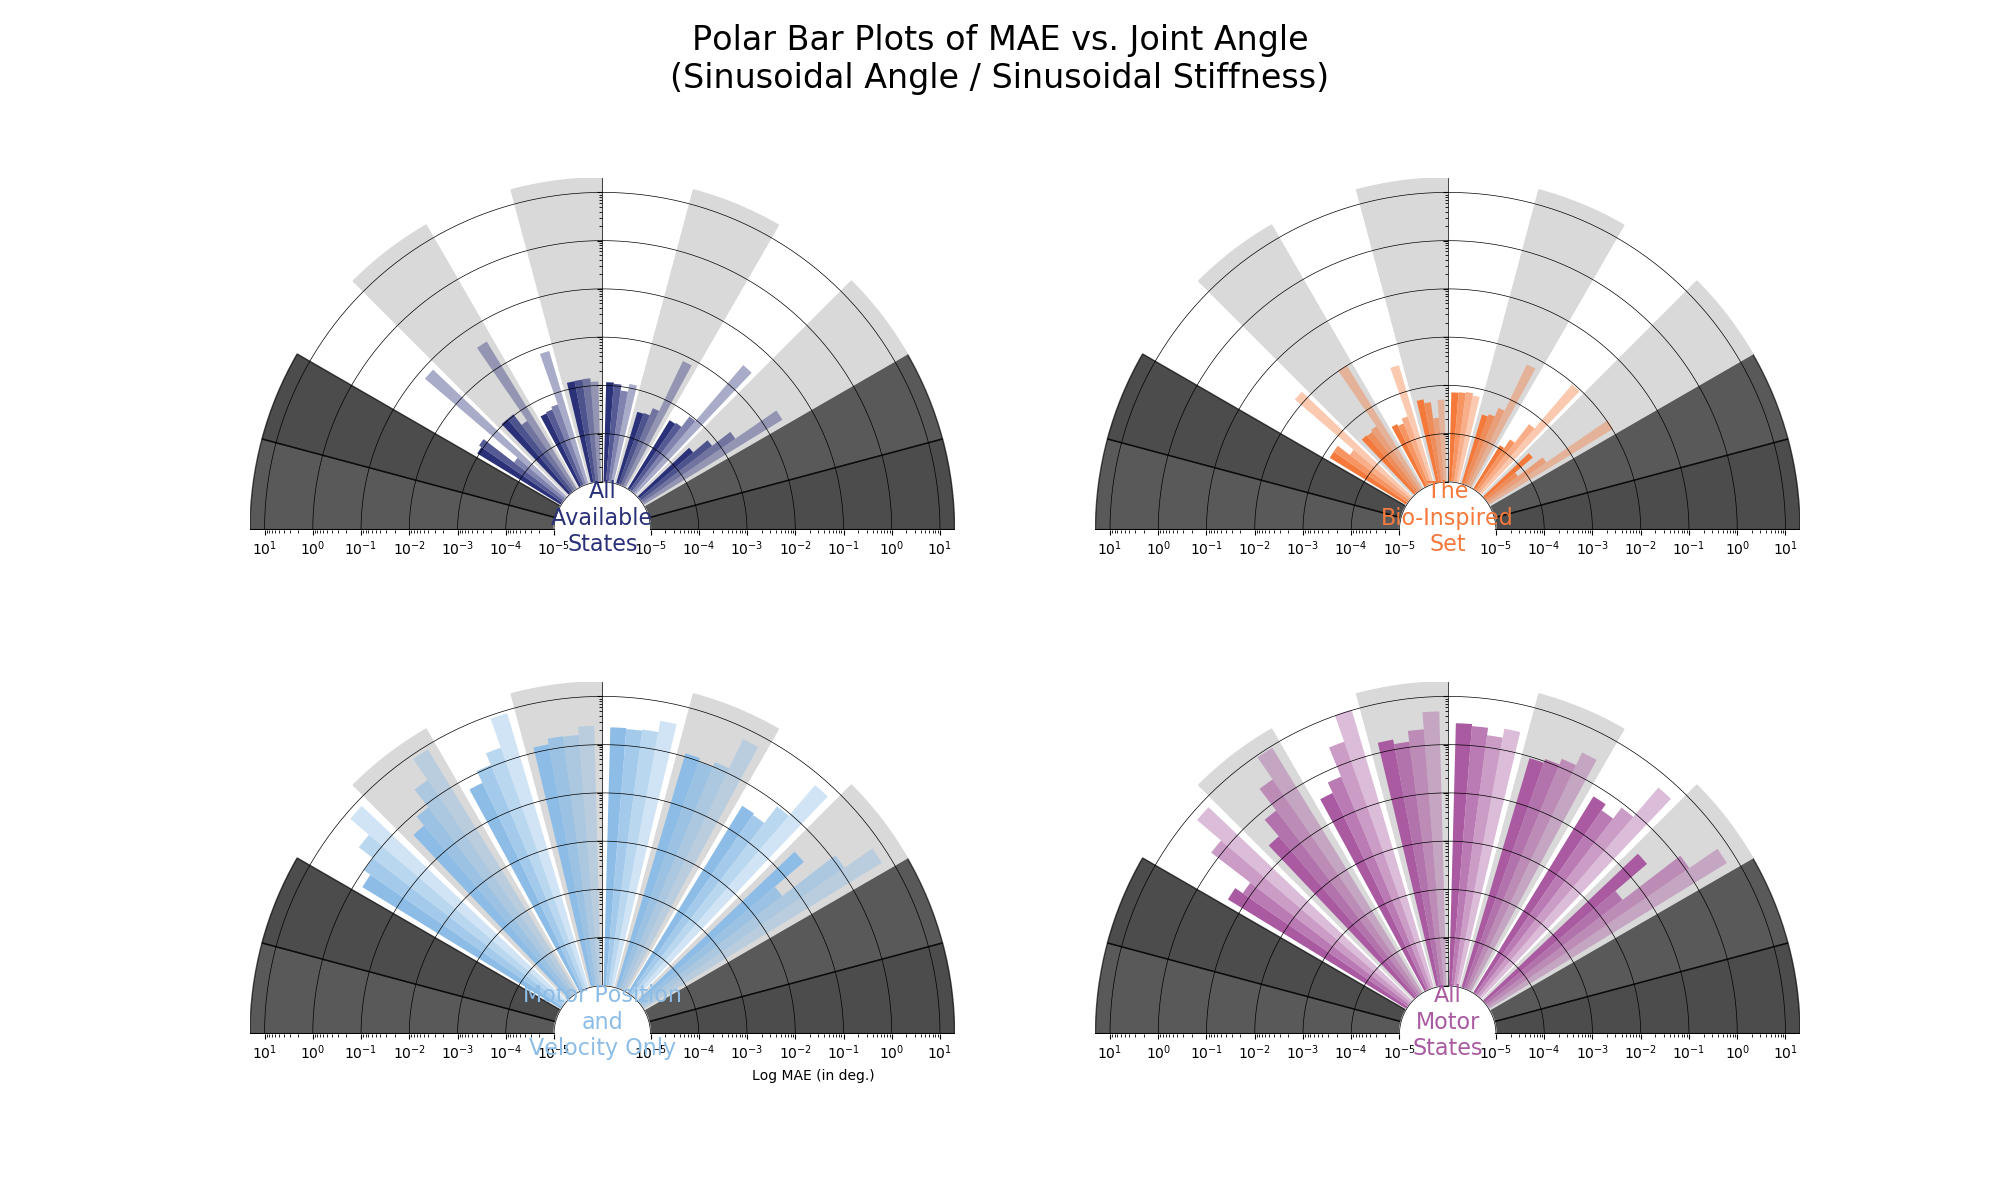 Polar Bar Plots of MAE vs. Joint Angle
(Sinusoidal Angle / Sinusoidal Stiffness)
All
Available
States
10¹ 10⁰ 10⁻¹ 10⁻² 10⁻³ 10⁻⁴ 10⁻⁵ 10⁻⁵ 10⁻⁴ 10⁻³ 10⁻² 10⁻¹ 10⁰ 10¹
The
Bio-Inspired
Set
10¹ 10⁰ 10⁻¹ 10⁻² 10⁻³ 10⁻⁴ 10⁻⁵ 10⁻⁵ 10⁻⁴ 10⁻³ 10⁻² 10⁻¹ 10⁰ 10¹
Motor Position
and
Velocity Only
10¹ 10⁰ 10⁻¹ 10⁻² 10⁻³ 10⁻⁴ 10⁻⁵ 10⁻⁵ 10⁻⁴ 10⁻³ 10⁻² 10⁻¹ 10⁰ 10¹
Log MAE (in deg.)
All
Motor
States
10¹ 10⁰ 10⁻¹ 10⁻² 10⁻³ 10⁻⁴ 10⁻⁵ 10⁻⁵ 10⁻⁴ 10⁻³ 10⁻² 10⁻¹ 10⁰ 10¹